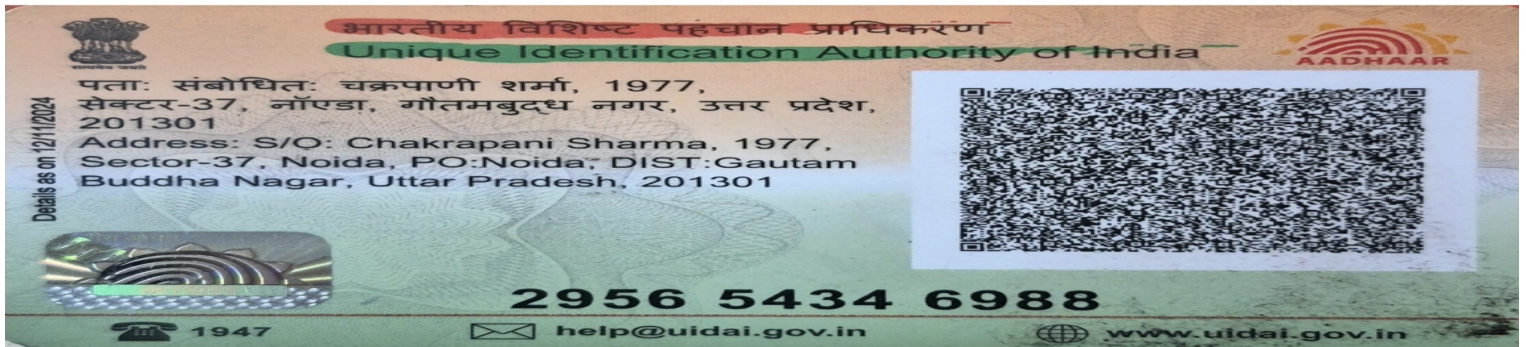 भारतीय विशिष्ट पहचान प्राधिकरण
Unique Identification Authority of India
AADHAAR
सत्यमेव जयते
Details as on 12/11/2024
पता: संबोधित: चक्रपाणी शर्मा, 1977,
सेक्टर-37, नॉएडा, गौतमबुद्ध नगर, उत्तर प्रदेश,
201301
Address: S/O: Chakrapani Sharma, 1977,
Sector-37, Noida, PO:Noida, DIST:Gautam
Buddha Nagar, Uttar Pradesh, 201301
2956 5434 6988
1947
help@uidai.gov.in
www.uidai.gov.in